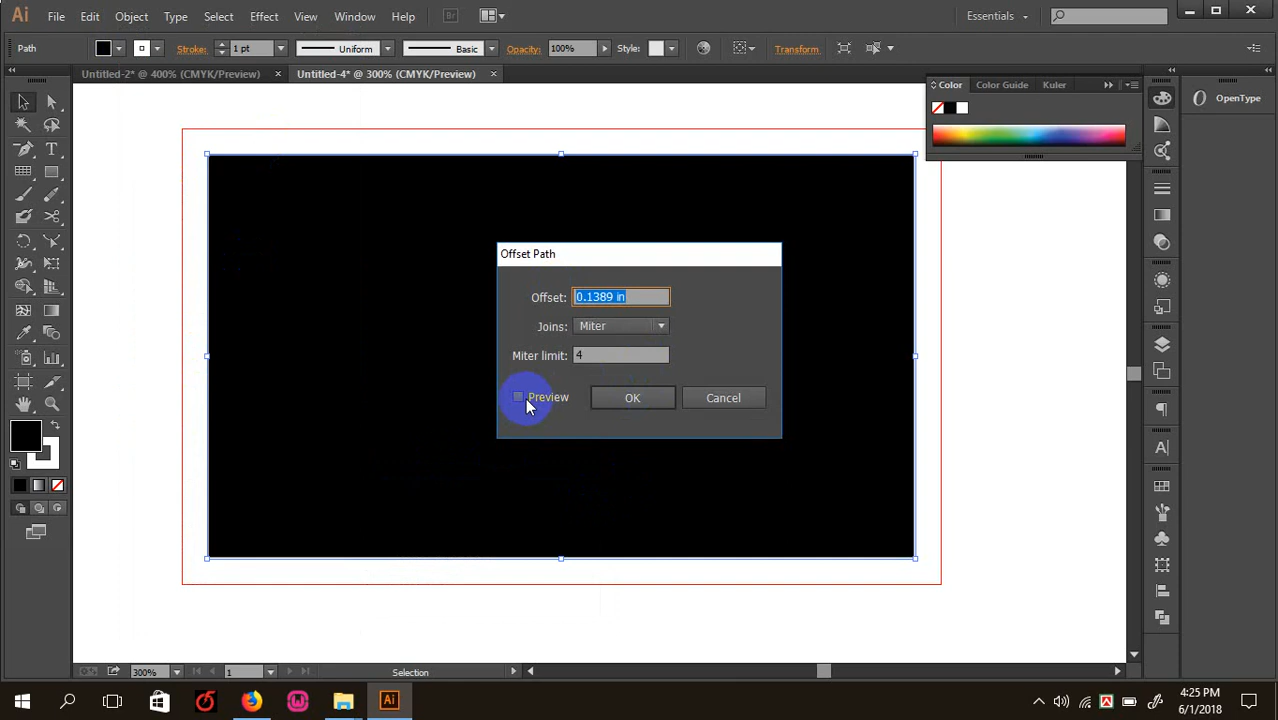 Ai File Edit Object Type Select Effect View Window Help Br Essentials
Path Stroke: 1 pt Uniform Basic Opacity: 100% Style: Transform
Untitled-2* @ 400% (CMYK/Preview) × Untitled-4* @ 300% (CMYK/Preview) ×
Color Color Guide Kuler
OpenType
Offset Path
Offset: 0.1389 in
Joins: Miter
Miter limit: 4
Preview OK Cancel
300% 1 Selection
Ai 4:25 PM
6/1/2018